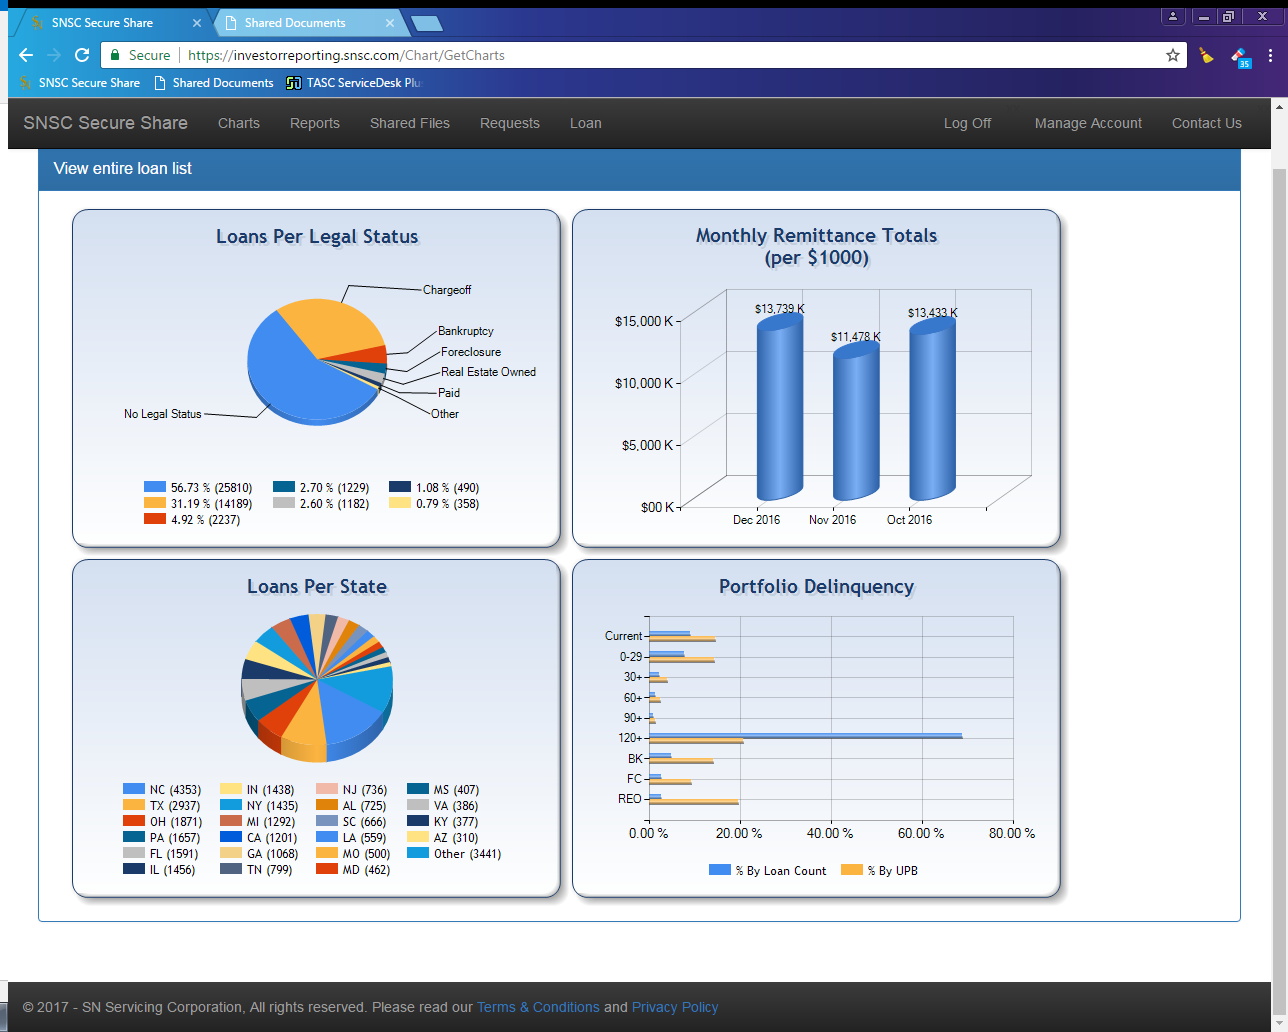 SNSC Secure Share
Shared Documents
Secure https://investorreporting.snsc.com/Chart/GetCharts
35
SNSC Secure Share Shared Documents TASC ServiceDesk Plus
SNSC Secure Share Charts Reports Shared Files Requests Loan Log Off Manage Account Contact Us
View entire loan list
Loans Per Legal Status
Chargeoff
Bankruptcy
Foreclosure
Real Estate Owned
Paid
Other
No Legal Status
56.73 % (25810) 2.70 % (1229) 1.08 % (490)
31.19 % (14189) 2.60 % (1182) 0.79 % (358)
4.92 % (2237)
Monthly Remittance Totals
(per $1000)
$13,739 K
$11,478 K
$13,433 K
$15,000 K
$10,000 K
$5,000 K
$00 K
Dec 2016 Nov 2016 Oct 2016
Loans Per State
NC (4353) IN (1438) NJ (736) MS (407)
TX (2937) NY (1435) AL (725) VA (386)
OH (1871) MI (1292) SC (666) KY (377)
PA (1657) CA (1201) LA (559) AZ (310)
FL (1591) GA (1068) MO (500) Other (3441)
IL (1456) TN (799) MD (462)
Portfolio Delinquency
Current
0-29
30+
60+
90+
120+
BK
FC
REO
0.00 % 20.00 % 40.00 % 60.00 % 80.00 %
% By Loan Count % By UPB
© 2017 - SN Servicing Corporation, All rights reserved. Please read our Terms & Conditions and Privacy Policy